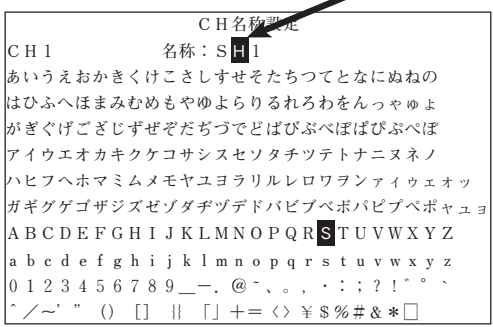 CH名称設定
CH1 名称：SH1
あいうえおかきくけこさしすせそたちつてとなにぬねの
はひふへほまみむめもやゆよらりるれろわをんっゃゅょ
がぎぐげござじずぜぞだぢづでどばびぶべぼぱぴぷぺぽ
アイウエオカキクケコサシスセソタチツテトナニヌネノ
ハヒフヘホマミムメモヤユヨラリルレロワヲンァィゥェォッ
ガギグゲゴザジズゼゾダヂヅデドバビブベボパピプペポャュョ
ABCDEFGHIJKLMNOPQRSTUVWXYZ
abcdefghijklmnopqrstuvwxyz
0123456789＿－．＠~、。，・：；？！゛゜｀
＾／～’” （） ［］ ｛｝ 「」＋＝＜＞￥＄％＃＆＊□